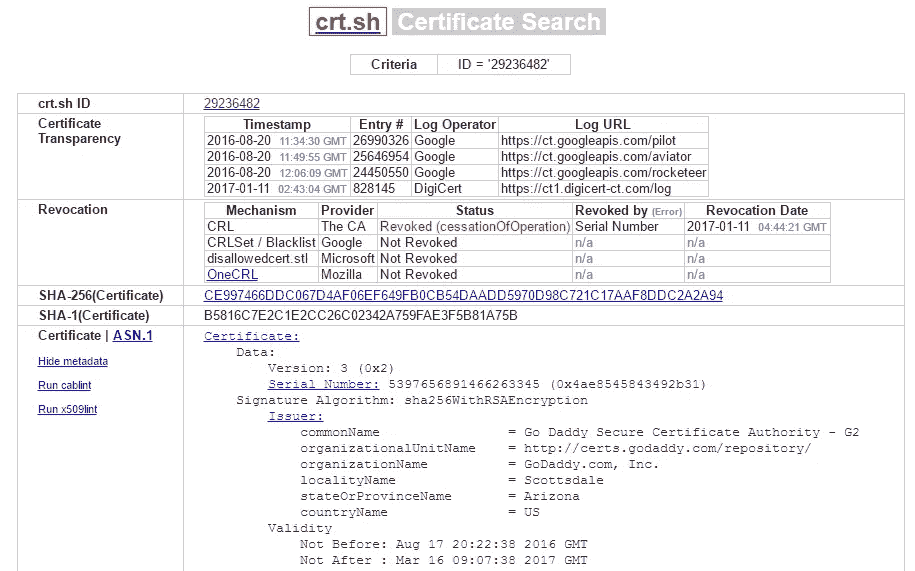 crt.sh Certificate Search
Criteria ID = '29236482'
crt.sh ID 29236482
Certificate Transparency
Timestamp Entry # Log Operator Log URL
2016-08-20 11:34:30 GMT 26990326 Google https://ct.googleapis.com/pilot
2016-08-20 11:49:55 GMT 25646954 Google https://ct.googleapis.com/aviator
2016-08-20 12:06:09 GMT 24450550 Google https://ct.googleapis.com/rocketeer
2017-01-11 02:43:04 GMT 828145 DigiCert https://ct1.digicert-ct.com/log
Revocation
Mechanism Provider Status Revoked by (Error) Revocation Date
CRL The CA Revoked (cessationOfOperation) Serial Number 2017-01-11 04:44:21 GMT
CRLSet / Blacklist Google Not Revoked n/a n/a
disallowedcert.stl Microsoft Not Revoked n/a n/a
OneCRL Mozilla Not Revoked n/a n/a
SHA-256(Certificate) CE997466DDC067D4AF06EF649FB0CB54DAADD5970D98C721C17AAF8DDC2A2A94
SHA-1(Certificate) B5816C7E2C1E2CC26C02342A759FAE3F5B81A75B
Certificate | ASN.1
Hide metadata
Run cablint
Run x509lint
Certificate:
Data:
Version: 3 (0x2)
Serial Number: 5397656891466263345 (0x4ae8545843492b31)
Signature Algorithm: sha256WithRSAEncryption
Issuer:
commonName = Go Daddy Secure Certificate Authority - G2
organizationalUnitName = http://certs.godaddy.com/repository/
organizationName = GoDaddy.com, Inc.
localityName = Scottsdale
stateOrProvinceName = Arizona
countryName = US
Validity
Not Before: Aug 17 20:22:38 2016 GMT
Not After : Mar 16 09:07:38 2017 GMT